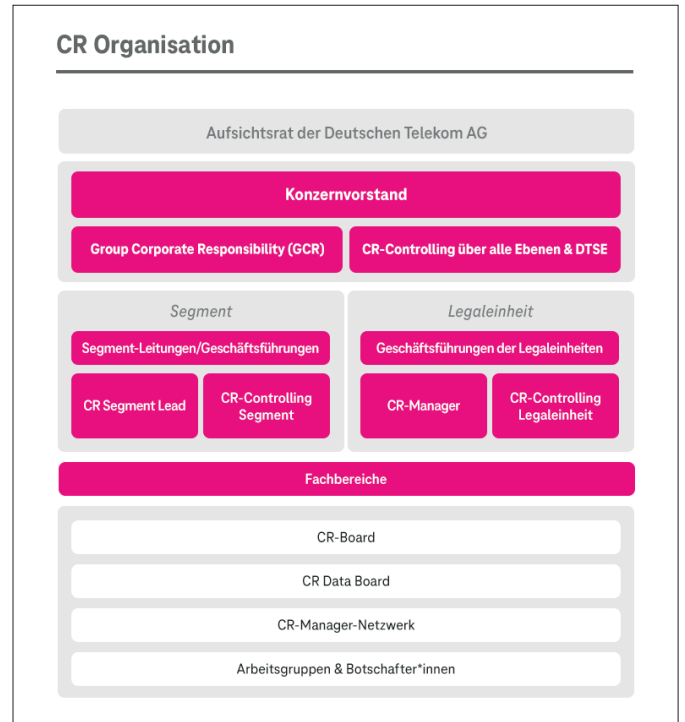 CR Organisation
Aufsichtsrat der Deutschen Telekom AG
Konzernvorstand
Group Corporate Responsibility (GCR)
CR-Controlling über alle Ebenen & DTSE
Segment
Segment-Leitungen/Geschäftsführungen
CR Segment Lead
CR-Controlling
Segment
Legaleinheit
Geschäftsführungen der Legaleinheiten
CR-Manager
CR-Controlling
Legaleinheit
Fachbereiche
CR-Board
CR Data Board
CR-Manager-Netzwerk
Arbeitsgruppen & Botschafter*innen